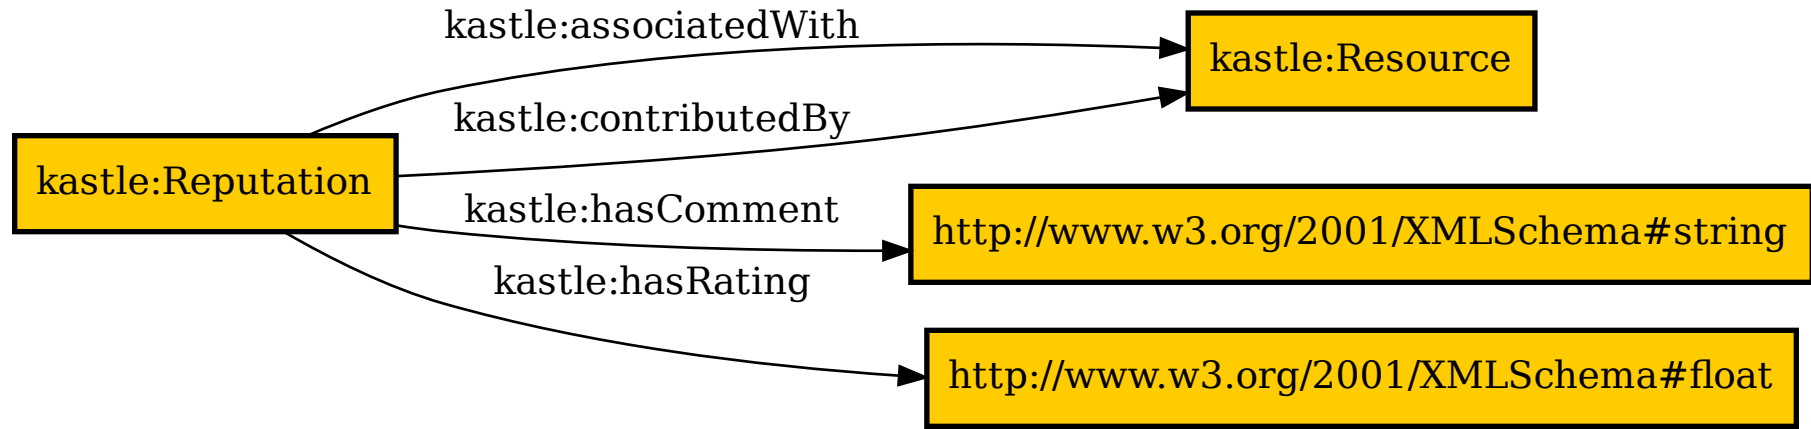 kastle:associatedWith
kastle:Resource
kastle:contributedBy
kastle:Reputation
kastle:hasComment
http://www.w3.org/2001/XMLSchema#string
kastle:hasRating
http://www.w3.org/2001/XMLSchema#float